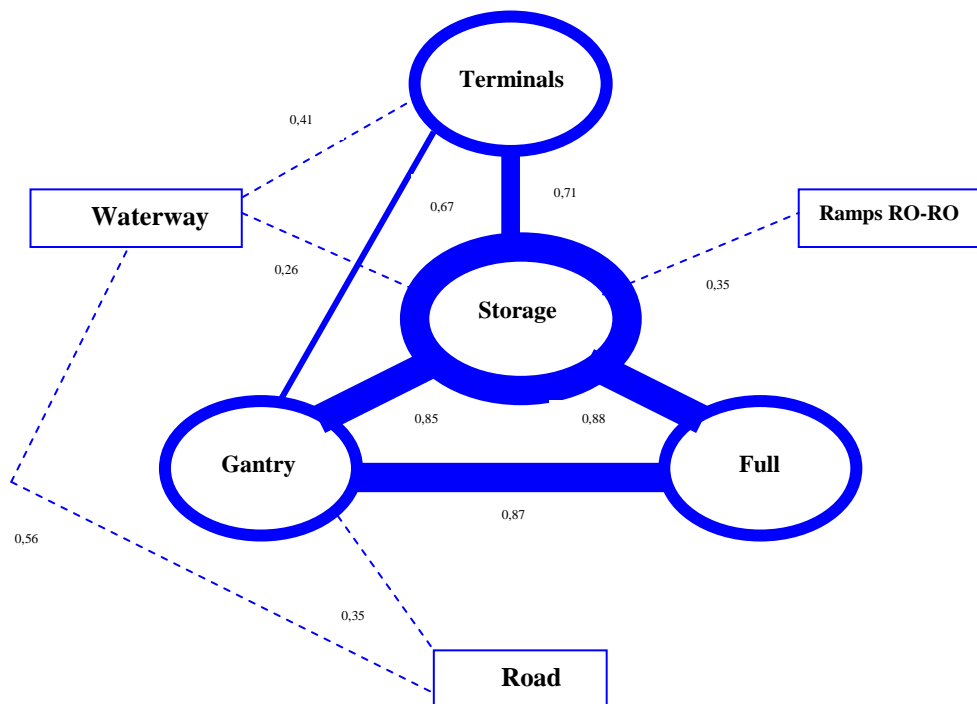 Terminals
0,41
0,67
0,71
Waterway
Ramps RO-RO
0,26
0,35
Storage
0,85
0,88
Gantry
Full
0,87
0,56
0,35
Road